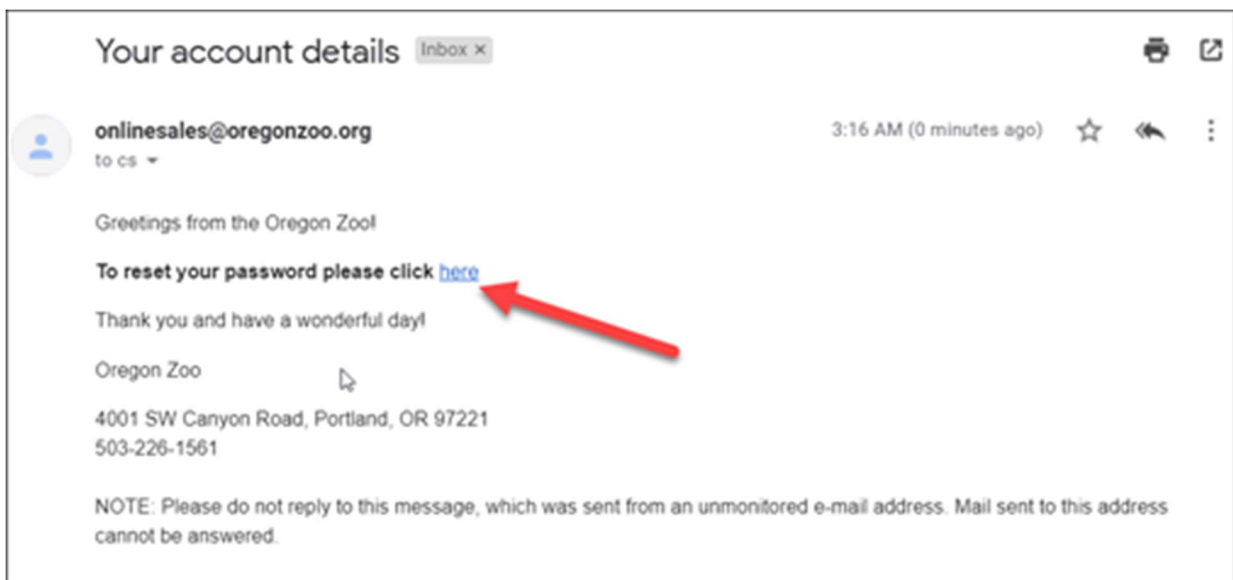 Your account details Inbox ×
onlinesales@oregonzoo.org 3:16 AM (0 minutes ago)
to cs
Greetings from the Oregon Zoo!
To reset your password please click here
Thank you and have a wonderful day!
Oregon Zoo
4001 SW Canyon Road, Portland, OR 97221
503-226-1561
NOTE: Please do not reply to this message, which was sent from an unmonitored e-mail address. Mail sent to this address
cannot be answered.